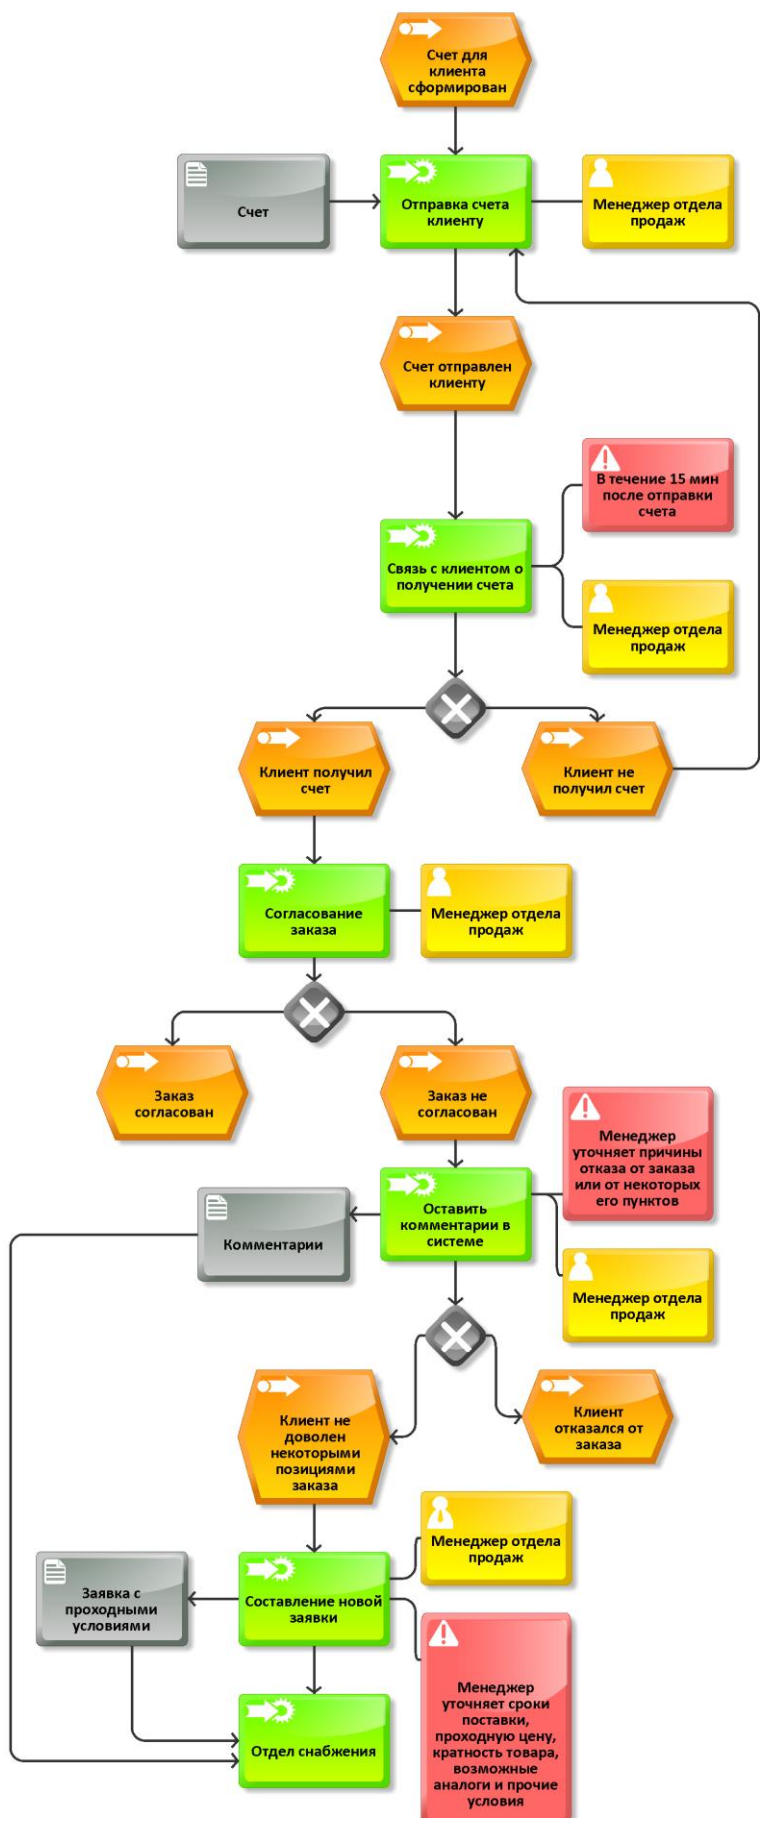 Счет для
клиента
сформирован
Счет
Отправка счета
клиенту
Менеджер отдела
продаж
Счет отправлен
клиенту
В течение 15 мин
после отправки
счета
Связь с клиентом о
получении счета
Менеджер отдела
продаж
Клиент получил
счет
Клиент не
получил счет
Согласование
заказа
Менеджер отдела
продаж
Заказ
согласован
Заказ не
согласован
Менеджер
уточняет причины
отказа от заказа
или от некоторых
его пунктов
Оставить
комментарии в
системе
Комментарии
Менеджер отдела
продаж
Клиент не
доволен
некоторыми
позициями
заказа
Клиент
отказался от
заказа
Менеджер отдела
продаж
Заявка с
проходными
условиями
Составление новой
заявки
Менеджер
уточняет сроки
поставки,
проходную цену,
кратность товара,
возможные
аналоги и прочие
условия
Отдел снабжения